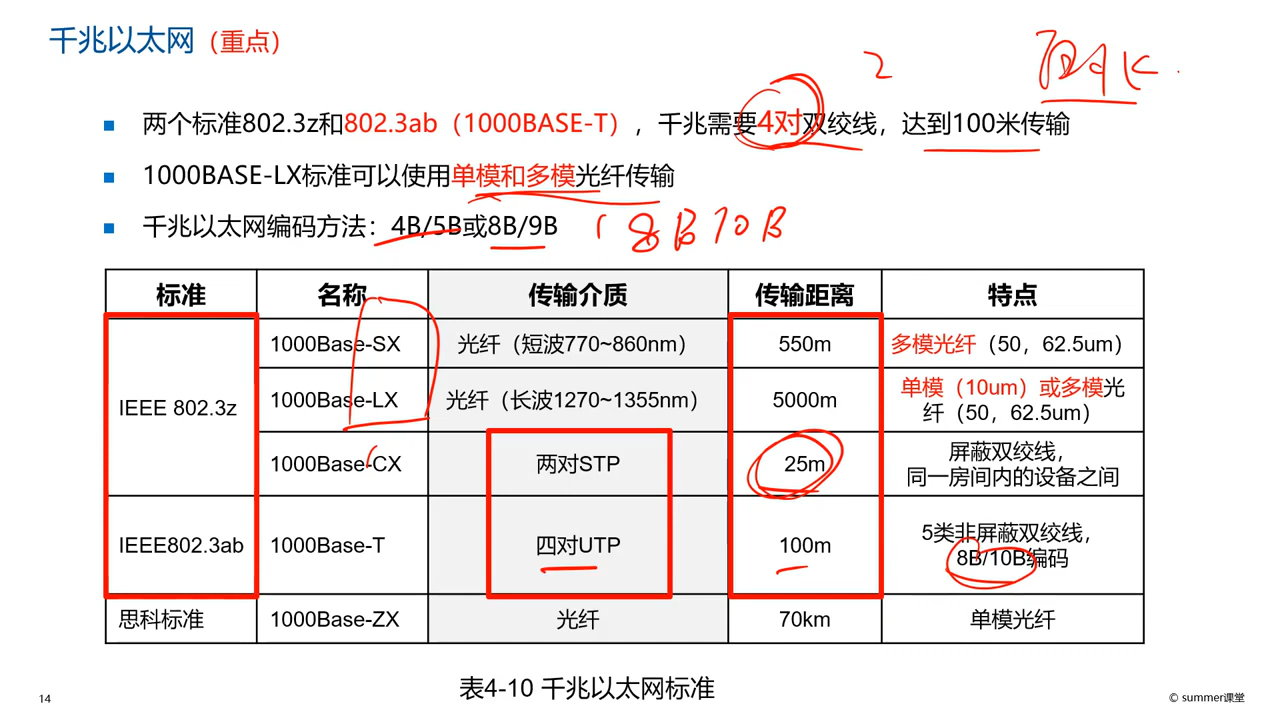 千兆以太网（重点）
2
两个标准802.3z和802.3ab（1000BASE-T），千兆需要4对双绞线，达到100米传输
1000BASE-LX标准可以使用单模和多模光纤传输
千兆以太网编码方法：4B/5B或8B/9B
8B10B
标准 名称 传输介质 传输距离 特点
IEEE 802.3z
1000Base-SX 光纤（短波770~860nm） 550m 多模光纤（50，62.5um）
1000Base-LX 光纤（长波1270~1355nm） 5000m 单模（10um）或多模光
纤（50，62.5um）
1000Base-CX 两对STP 25m 屏蔽双绞线，
同一房间内的设备之间
IEEE802.3ab 1000Base-T 四对UTP 100m 5类非屏蔽双绞线，
8B/10B编码
思科标准 1000Base-ZX 光纤 70km 单模光纤
表4-10 千兆以太网标准
14
© summer课堂